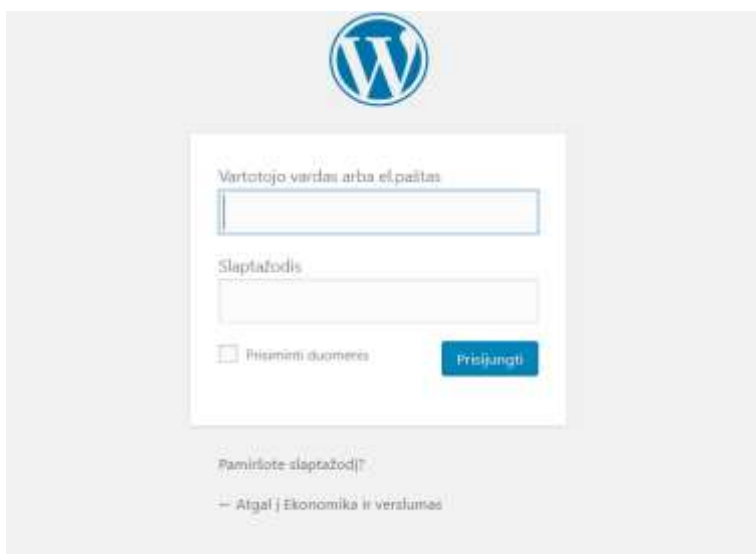 Vartotojo vardas arba el.paštas
Slaptažodis
Prisiminti duomenis
Prisijungti
Pamiršote slaptažodį?
← Atgal į Ekonomika ir verslumas